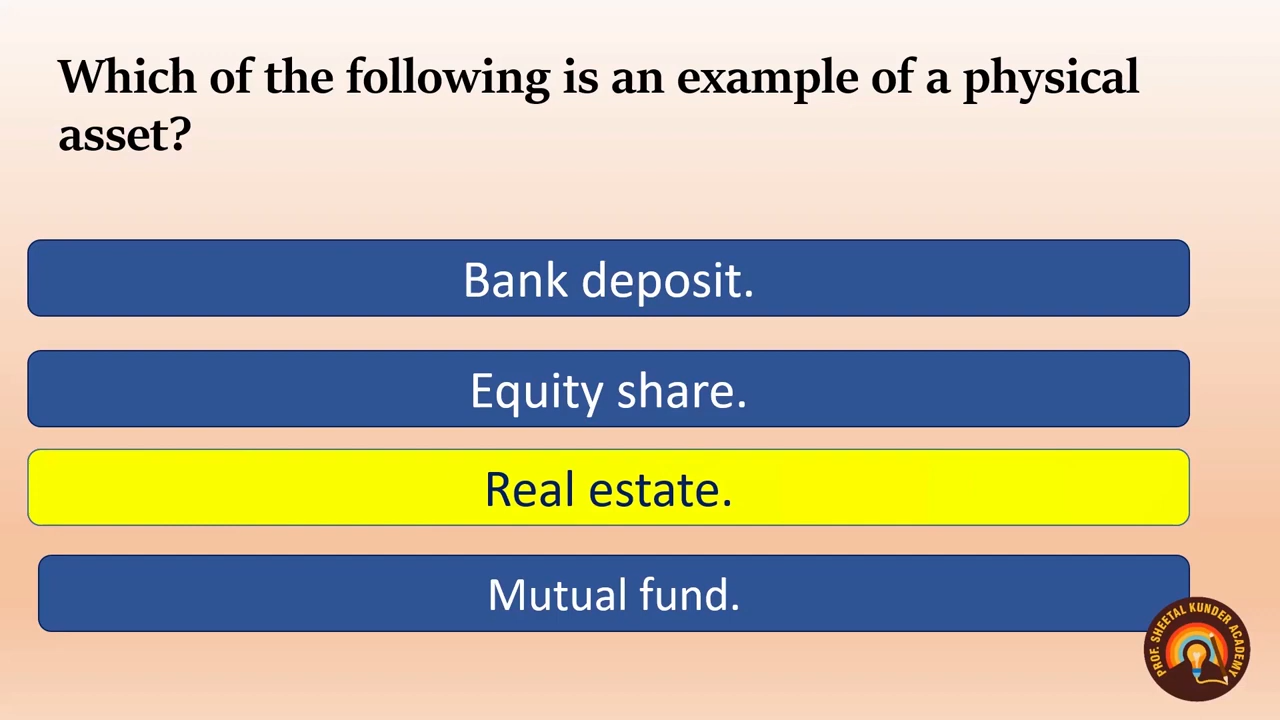 Which of the following is an example of a physical
asset?
Bank deposit.
Equity share.
Real estate.
Mutual fund.
PROF. SHEETAL KUNDER ACADEMY